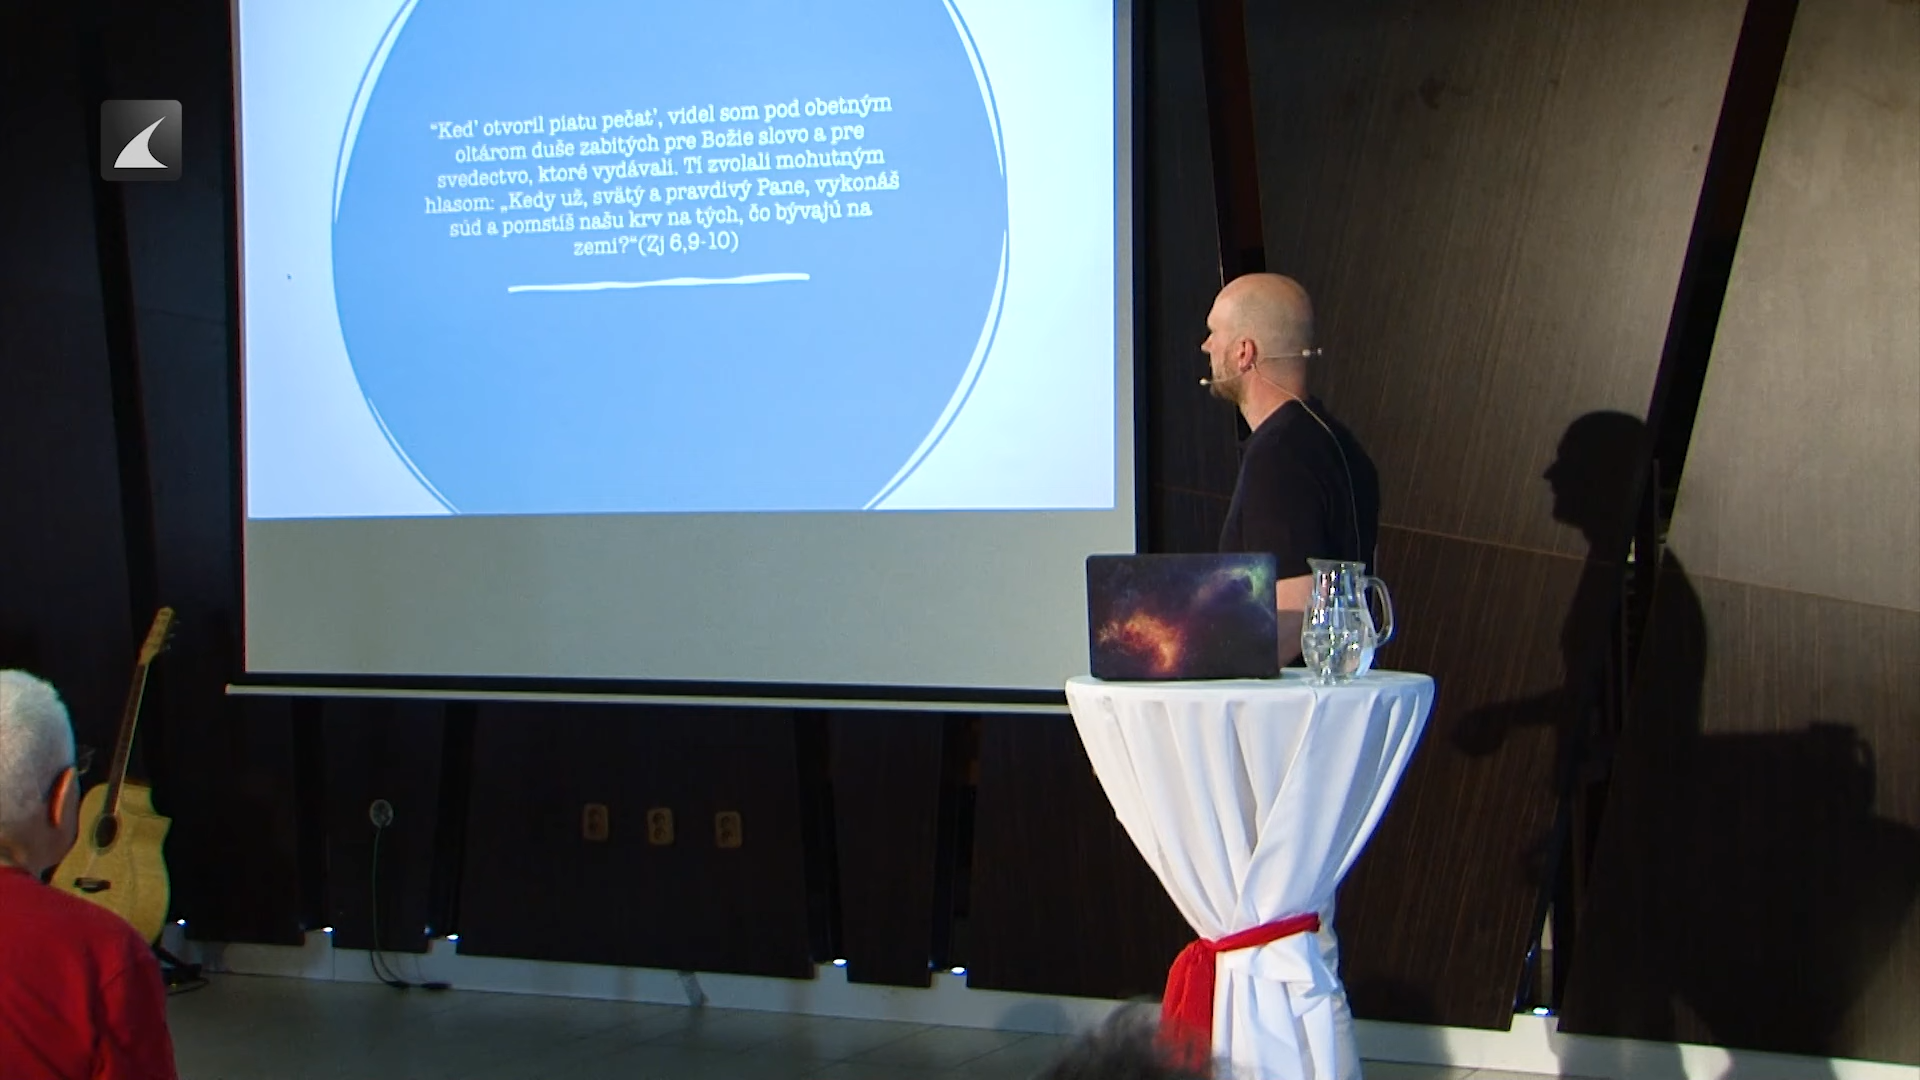 “Keď otvoril piatu pečať, videl som pod obetným
oltárom duše zabitých pre Božie slovo a pre
svedectvo, ktoré vydávali. Tí zvolali mohutným
hlasom: „Kedy už, svätý a pravdivý Pane, vykonáš
súd a pomstíš našu krv na tých, čo bývajú na
zemi?“(Zj 6,9-10)